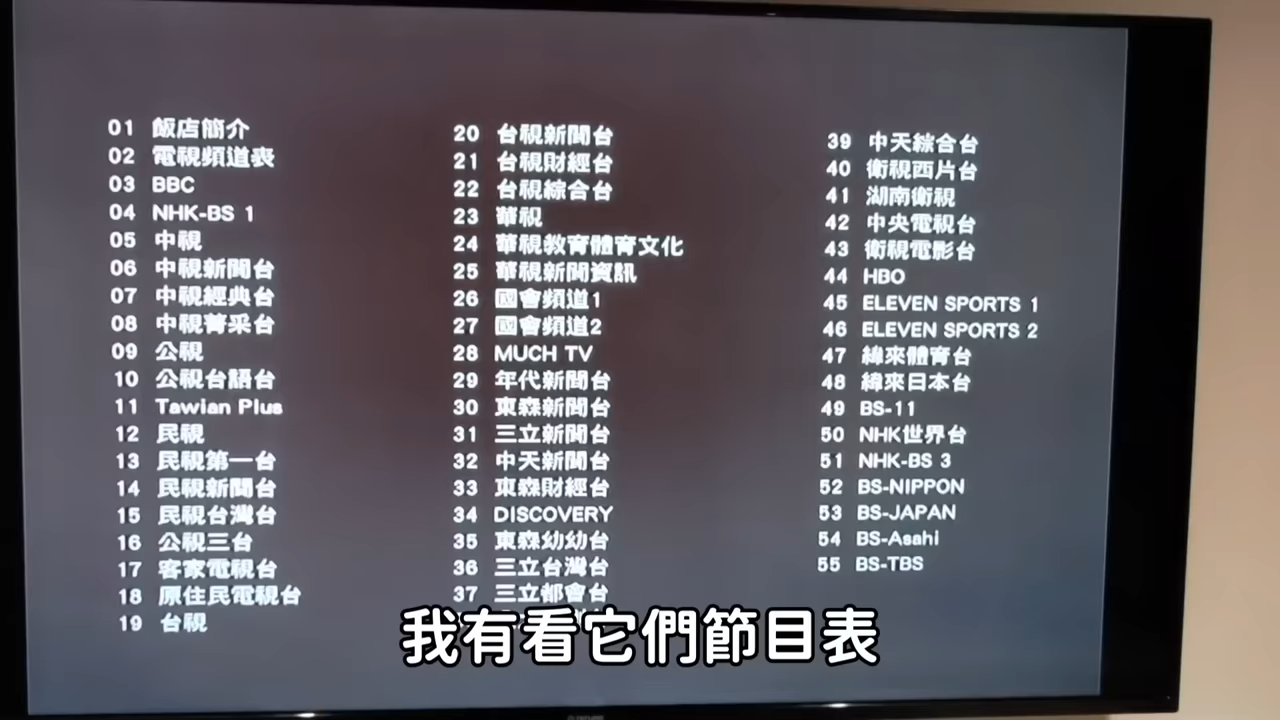 01 飯店簡介
02 電視頻道表
03 BBC
04 NHK-BS 1
05 中視
06 中視新聞台
07 中視經典台
08 中視菁采台
09 公視
10 公視台語台
11 Tawian Plus
12 民視
13 民視第一台
14 民視新聞台
15 民視台灣台
16 公視三台
17 客家電視台
18 原住民電視台
19 台視
20 台視新聞台
21 台視財經台
22 台視綜合台
23 華視
24 華視教育體育文化
25 華視新聞資訊
26 國會頻道1
27 國會頻道2
28 MUCH TV
29 年代新聞台
30 東森新聞台
31 三立新聞台
32 中天新聞台
33 東森財經台
34 DISCOVERY
35 東森幼幼台
36 三立台灣台
37 三立都會台
39 中天綜合台
40 衛視西片台
41 湖南衛視
42 中央電視台
43 衛視電影台
44 HBO
45 ELEVEN SPORTS 1
46 ELEVEN SPORTS 2
47 緯來體育台
48 緯來日本台
49 BS-11
50 NHK世界台
51 NHK-BS 3
52 BS-NIPPON
53 BS-JAPAN
54 BS-Asahi
55 BS-TBS
我有看它們節目表